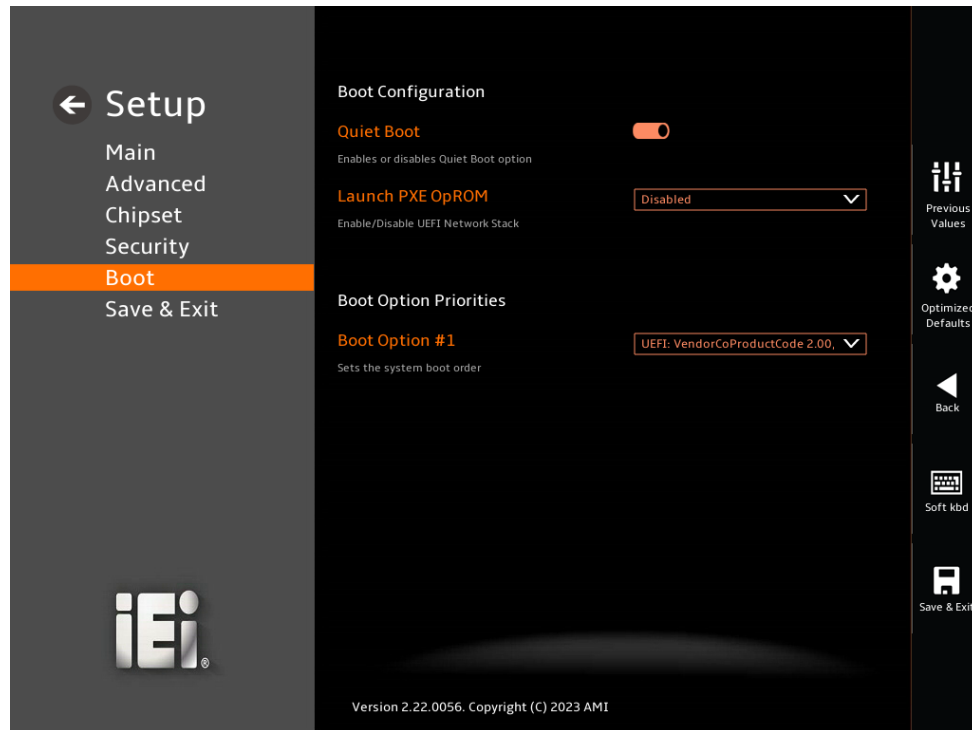 Setup
Main
Advanced
Chipset
Security
Boot
Save & Exit
iEi®
Boot Configuration
Quiet Boot
Enables or disables Quiet Boot option
Launch PXE OpROM
Disabled
Enable/Disable UEFI Network Stack
Boot Option Priorities
Boot Option #1
UEFI: VendorCoProductCode 2.00,
Sets the system boot order
Version 2.22.0056. Copyright (C) 2023 AMI
Previous
Values
Optimized
Defaults
Back
Soft kbd
Save & Exit